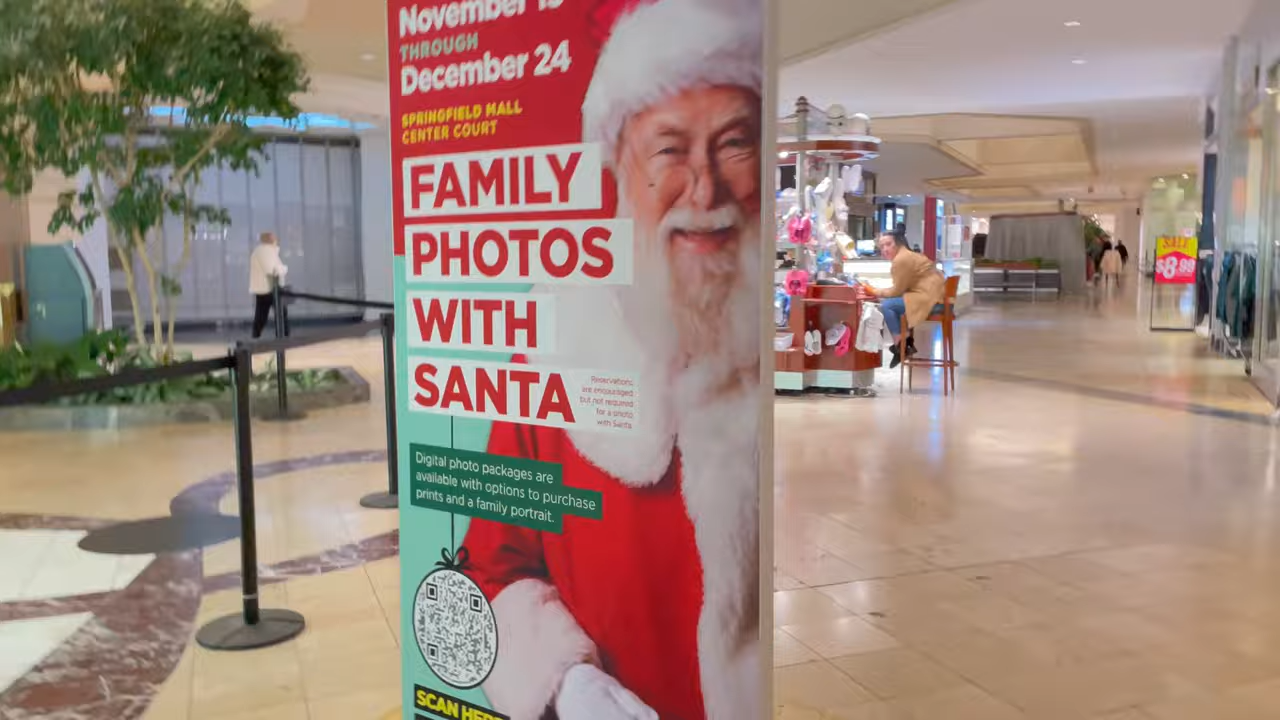 November
THROUGH
December 24
SPRINGFIELD MALL
CENTER COURT
FAMILY
PHOTOS
WITH
SANTA
Reservations
are encouraged,
but not required
for a photo
with Santa.
Digital photo packages are
available with options to purchase
prints and a family portrait.
SCAN HERE
SALE
$8.99